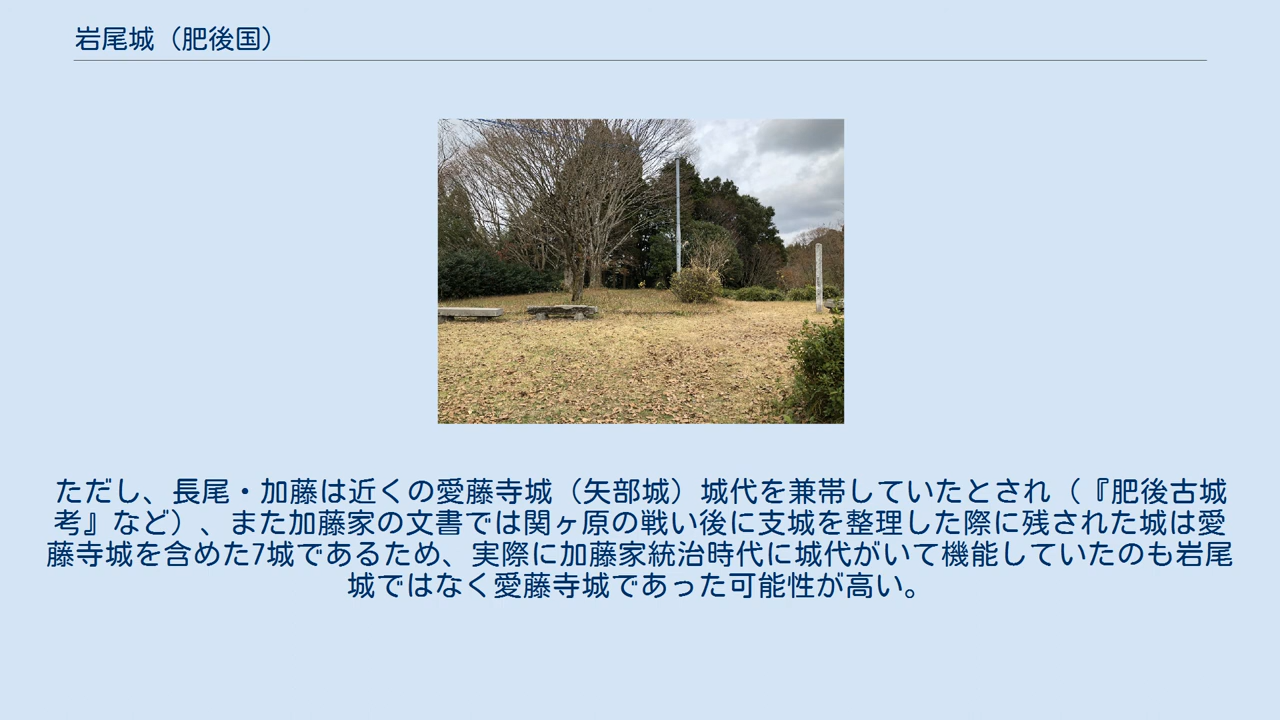 岩尾城（肥後国）
ただし、長尾・加藤は近くの愛藤寺城（矢部城）城代を兼帯していたとされ（『肥後古城
考』など）、また加藤家の文書では関ヶ原の戦い後に支城を整理した際に残された城は愛
藤寺城を含めた7城であるため、実際に加藤家統治時代に城代がいて機能していたのも岩尾
城ではなく愛藤寺城であった可能性が高い。